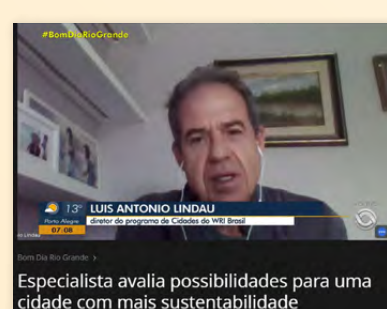 #BomDiaRioGrande
13°
LUIS ANTONIO LINDAU
Porto Alegre
diretor do programa de Cidades do WRI Brasil
07:08
Bom Dia Rio Grande >
Especialista avalia possibilidades para uma
cidade com mais sustentabilidade